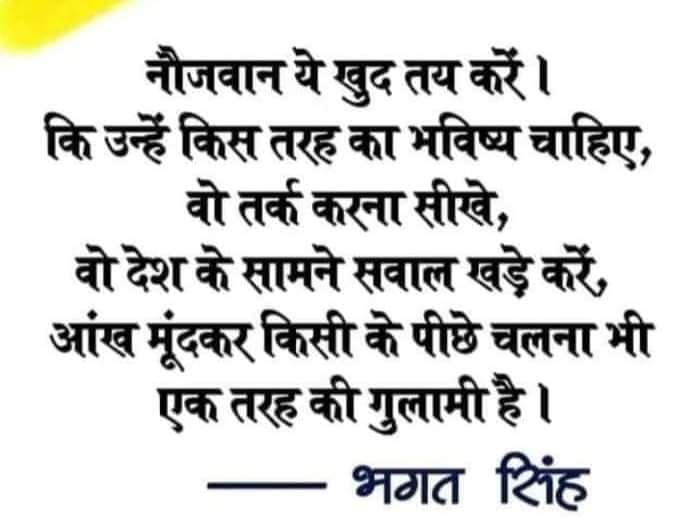 नौजवान ये खुद तय करें।
कि उन्हें किस तरह का भविष्य चाहिए,
वो तर्क करना सीखे,
वो देश के सामने सवाल खड़े करें,
आंख मूंदकर किसी के पीछे चलना भी
एक तरह की गुलामी है।
—— भगत सिंह